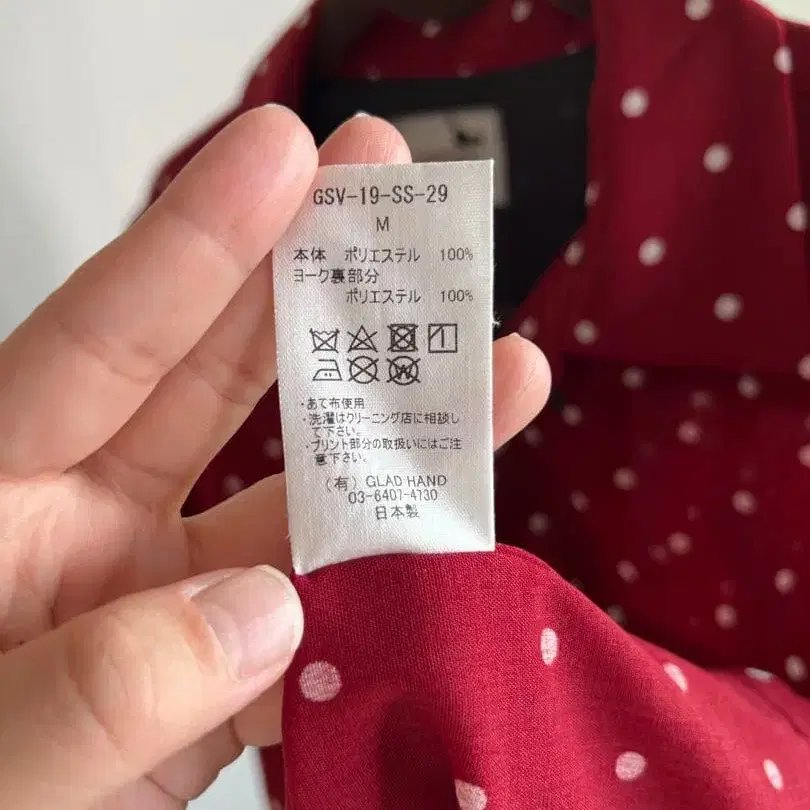 GSV-19-SS-29
M
本体 ポリエステル 100%
ヨーク裏部分
ポリエステル 100%
・あて布使用
・洗濯はクリーニング店に相談し
て下さい。
・プリント部分の取扱いにはご注
意下さい。
(有) GLAD HAND
03-6407-4730
日本製